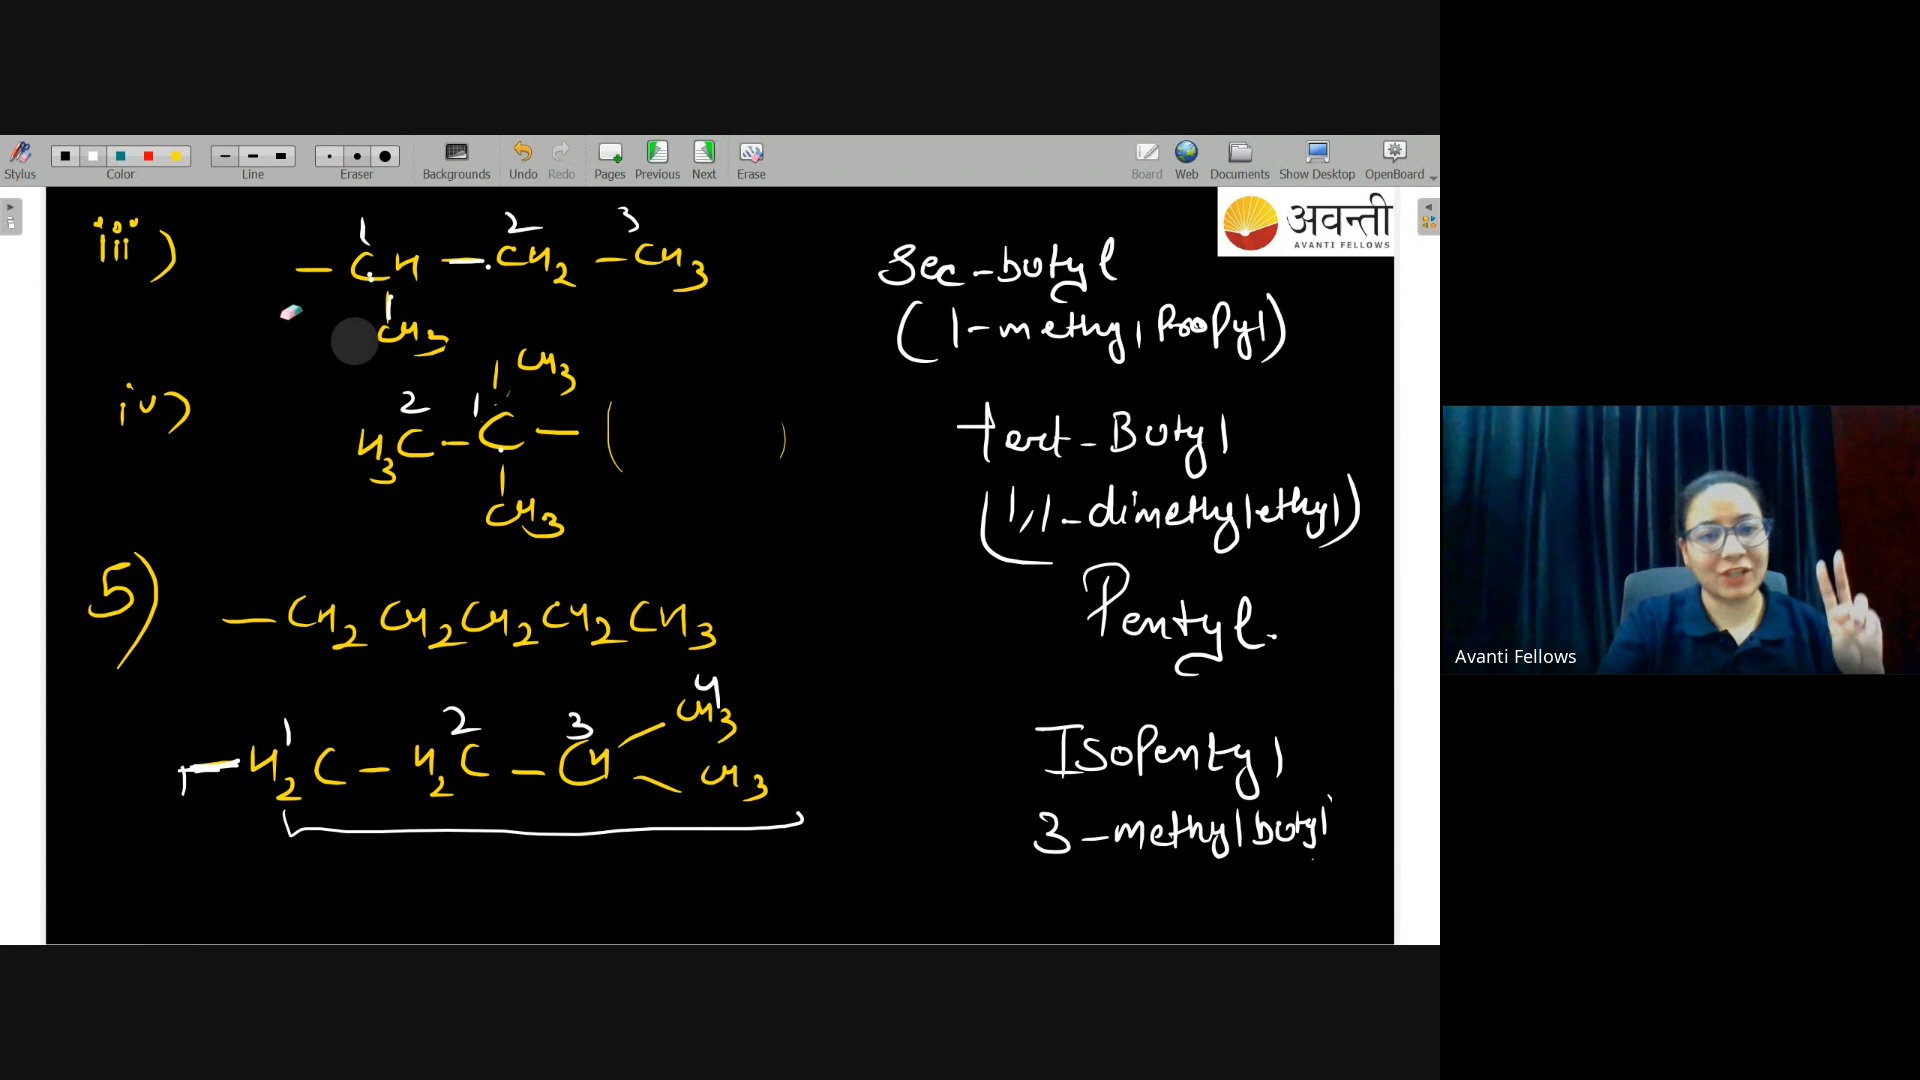 Stylus
Color
Line
Eraser
Backgrounds
Undo
Redo
Pages
Previous
Next
Erase
Board
Web
Documents
Show Desktop
OpenBoard
अवन्ती
AVANTI FELLOWS
iii)
1 2 3
— CH — CH2 — CH3
CH3
Sec-butyl
(1-methylpropyl)
iv)
CH3
2 1
H3C — C — ( )
CH3
tert-Butyl
(1,1-dimethylethyl)
5)
— CH2 CH2 CH2 CH2 CH3
Pentyl.
1 2 3 4
— H2C — H2C — CH
CH3
CH3
Isopentyl
3-methylbutyl
Avanti Fellows